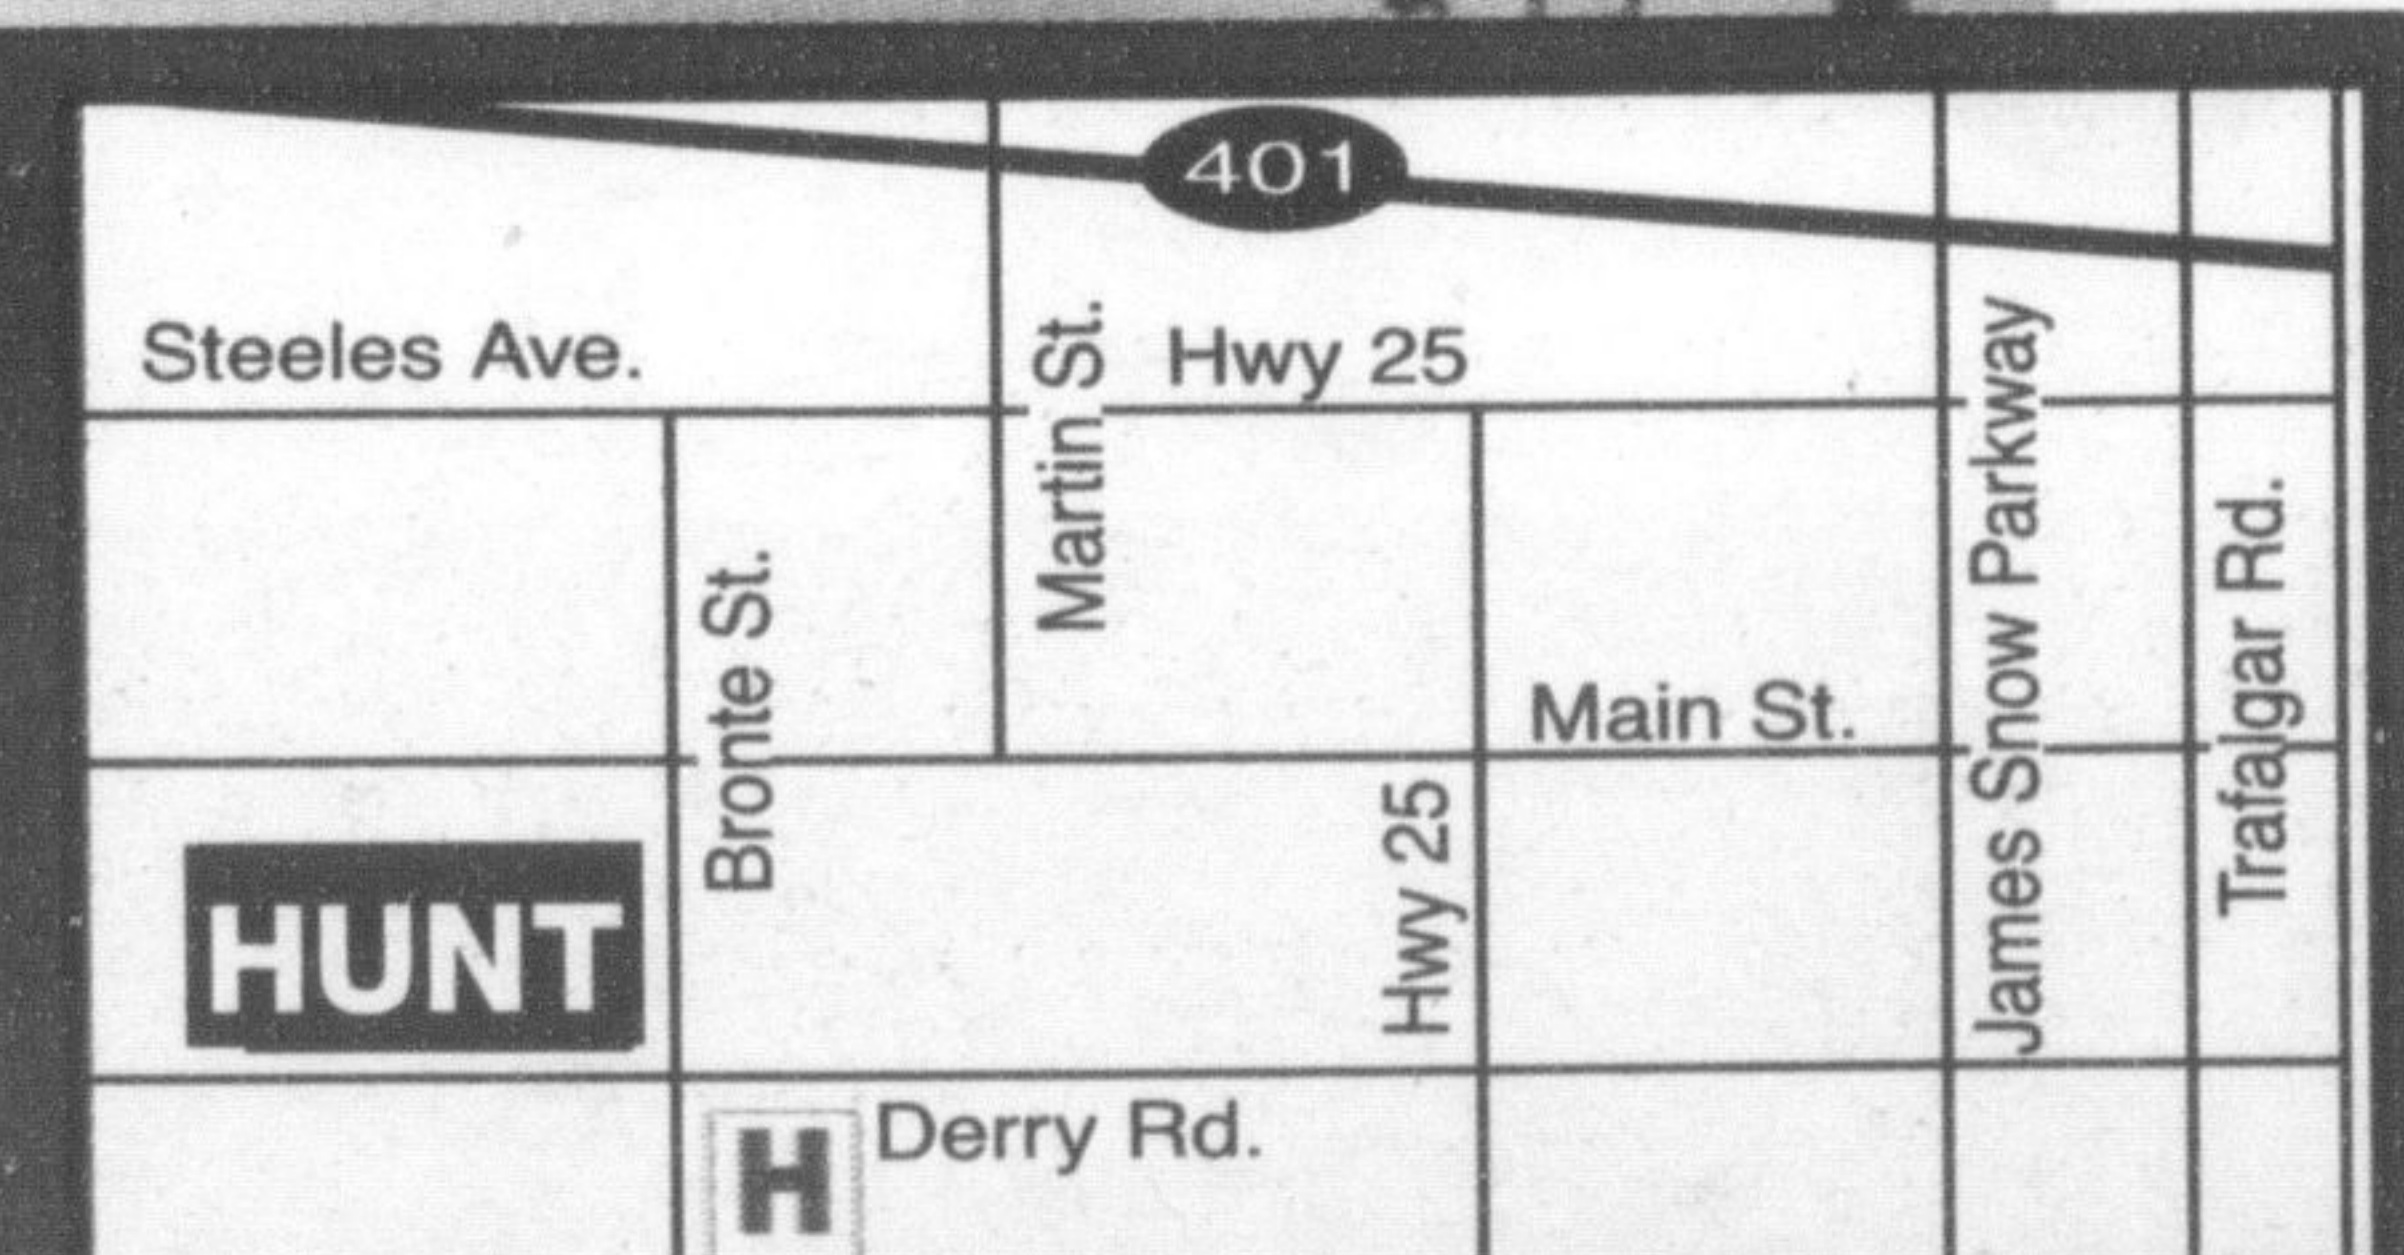 401
Steeles Ave.
Hwy 25
Martin St.
James Snow Parkway
Trafalgar Rd.
Bronte St.
Main St.
Hwy 25
HUNT
Derry Rd.
H